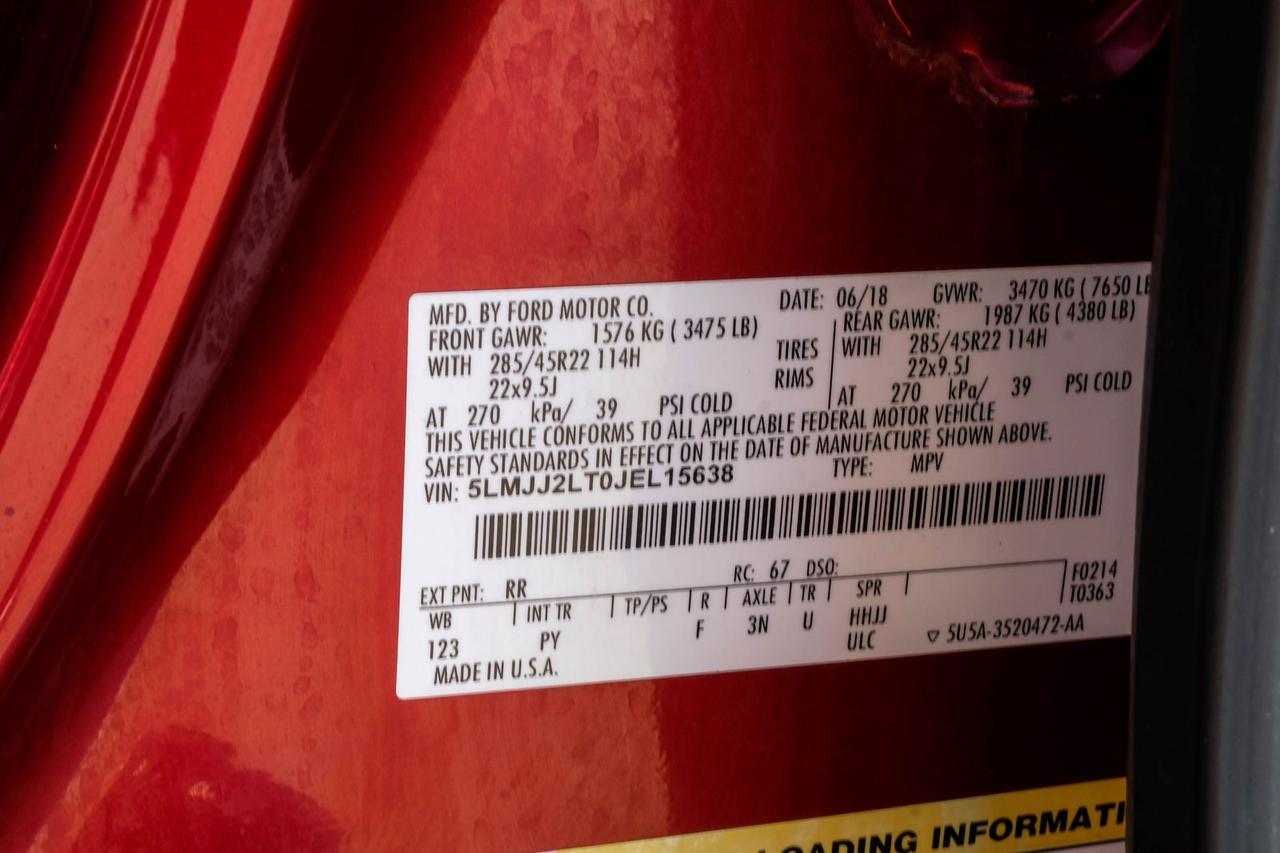 MFD. BY FORD MOTOR CO. DATE: 06/18 GVWR: 3470 KG ( 7650 LB
FRONT GAWR: 1576 KG ( 3475 LB) REAR GAWR: 1987 KG ( 4380 LB)
WITH 285/45R22 114H TIRES WITH 285/45R22 114H
22x9.5J RIMS 22x9.5J
AT 270 kPa/ 39 PSI COLD AT 270 kPa/ 39 PSI COLD
THIS VEHICLE CONFORMS TO ALL APPLICABLE FEDERAL MOTOR VEHICLE
SAFETY STANDARDS IN EFFECT ON THE DATE OF MANUFACTURE SHOWN ABOVE.
VIN: 5LMJJ2LT0JEL15638 TYPE: MPV
EXT PNT: RR RC: 67 DSO: F0214
WB INT TR TP/PS R AXLE TR SPR T0363
123 PY F 3N U HHJJ
ULC ▽ 5U5A-3520472-AA
MADE IN U.S.A.
LOADING INFORMATI